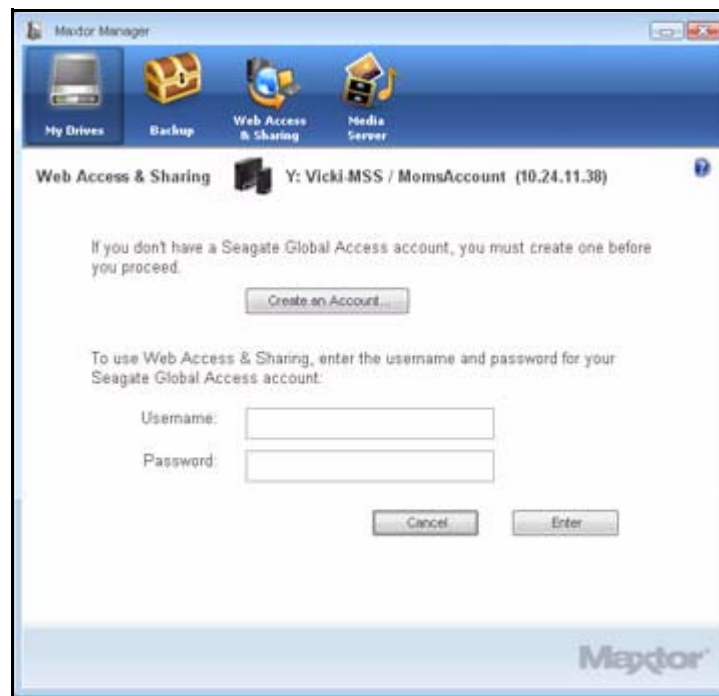 Maxtor Manager
My Drives
Backup
Web Access
& Sharing
Media
Server
Web Access & Sharing
Y: Vicki-MSS / MomsAccount (10.24.11.38)
?
If you don't have a Seagate Global Access account, you must create one before
you proceed.
Create an Account...
To use Web Access & Sharing, enter the username and password for your
Seagate Global Access account:
Username:
Password:
Cancel
Enter
Maxtor